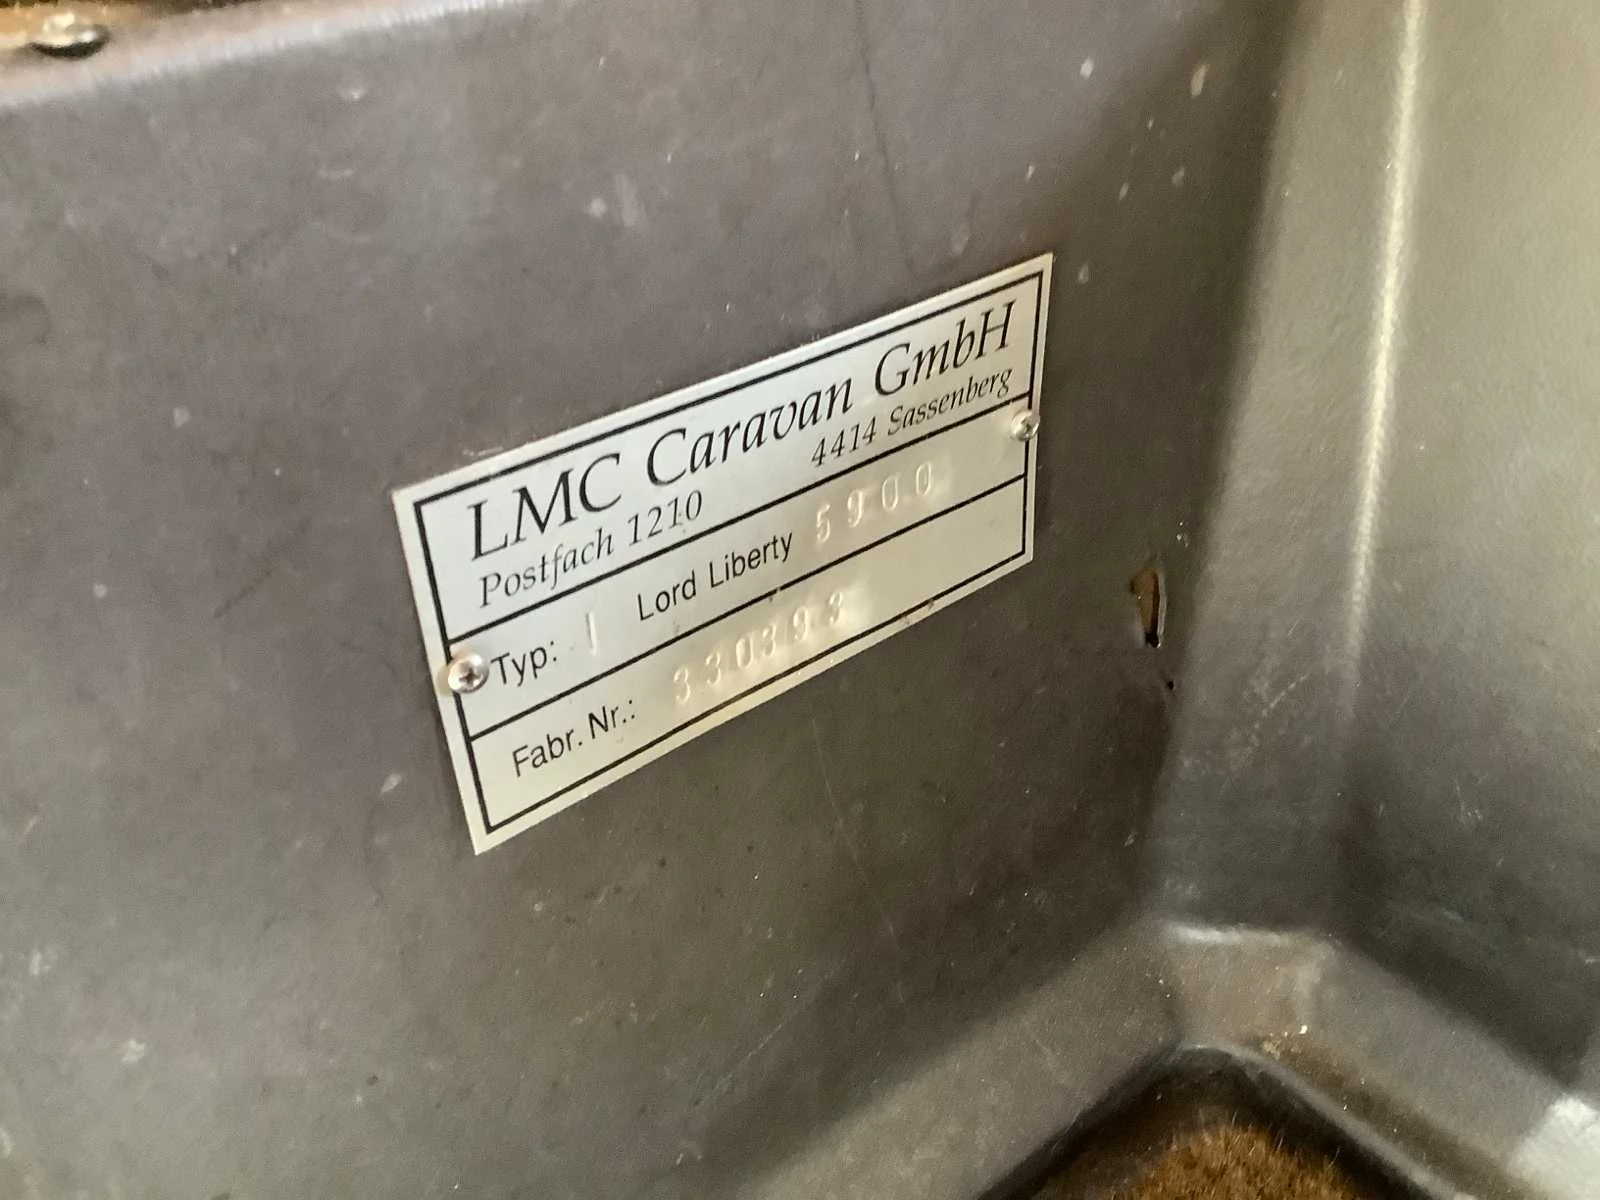 LMC Caravan GmbH
Postfach 1210 4414 Sassenberg
Typ: I Lord Liberty 5900
Fabr. Nr.: 330393